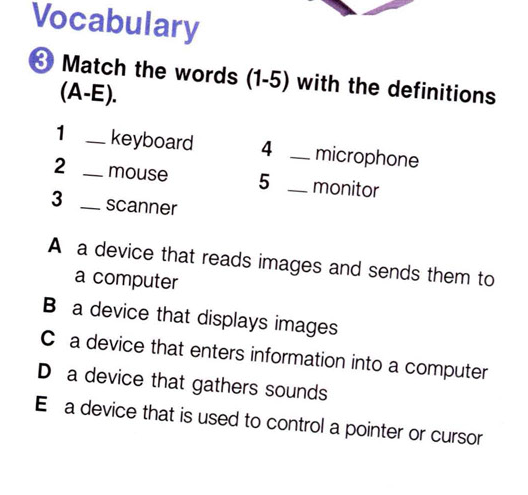 Vocabulary
3 Match the words (1-5) with the definitions
(A-E).
1 __ keyboard
2 __ mouse
3 __ scanner
4 __ microphone
5 __ monitor
A a device that reads images and sends them to
a computer
B a device that displays images
C a device that enters information into a computer
D a device that gathers sounds
E a device that is used to control a pointer or cursor